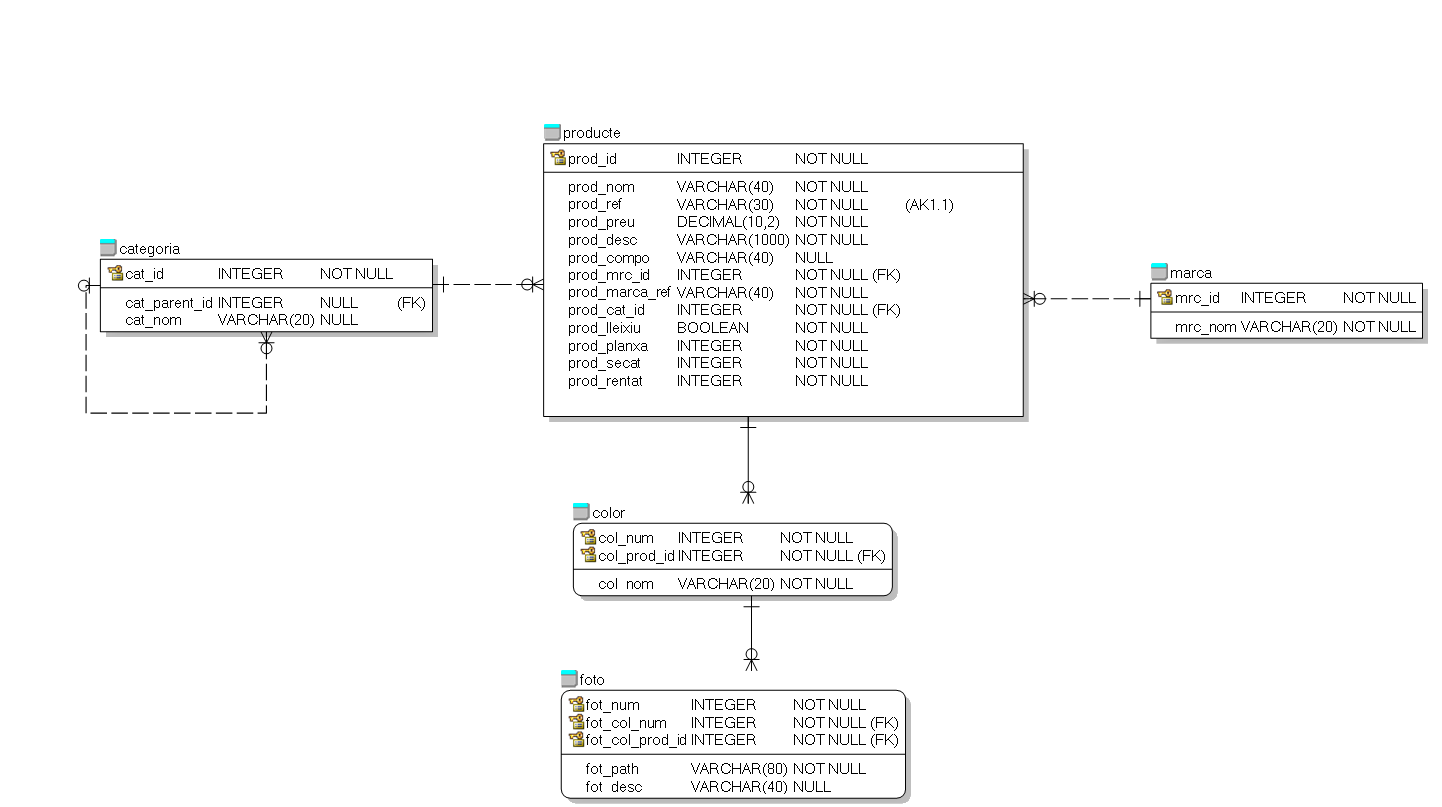 producte
prod_id INTEGER NOT NULL
prod_nom VARCHAR(40) NOT NULL
prod_ref VARCHAR(30) NOT NULL (AK1.1)
prod_preu DECIMAL(10,2) NOT NULL
prod_desc VARCHAR(1000) NOT NULL
prod_compo VARCHAR(40) NULL
prod_mrc_id INTEGER NOT NULL (FK)
prod_marca_ref VARCHAR(40) NOT NULL
prod_cat_id INTEGER NOT NULL (FK)
prod_lleixiu BOOLEAN NOT NULL
prod_planxa INTEGER NOT NULL
prod_secat INTEGER NOT NULL
prod_rentat INTEGER NOT NULL
categoria
cat_id INTEGER NOT NULL
cat_parent_id INTEGER NULL (FK)
cat_nom VARCHAR(20) NULL
marca
mrc_id INTEGER NOT NULL
mrc_nom VARCHAR(20) NOT NULL
color
col_num INTEGER NOT NULL
col_prod_id INTEGER NOT NULL (FK)
col_nom VARCHAR(20) NOT NULL
foto
fot_num INTEGER NOT NULL
fot_col_num INTEGER NOT NULL (FK)
fot_col_prod_id INTEGER NOT NULL (FK)
fot_path VARCHAR(80) NOT NULL
fot_desc VARCHAR(40) NULL